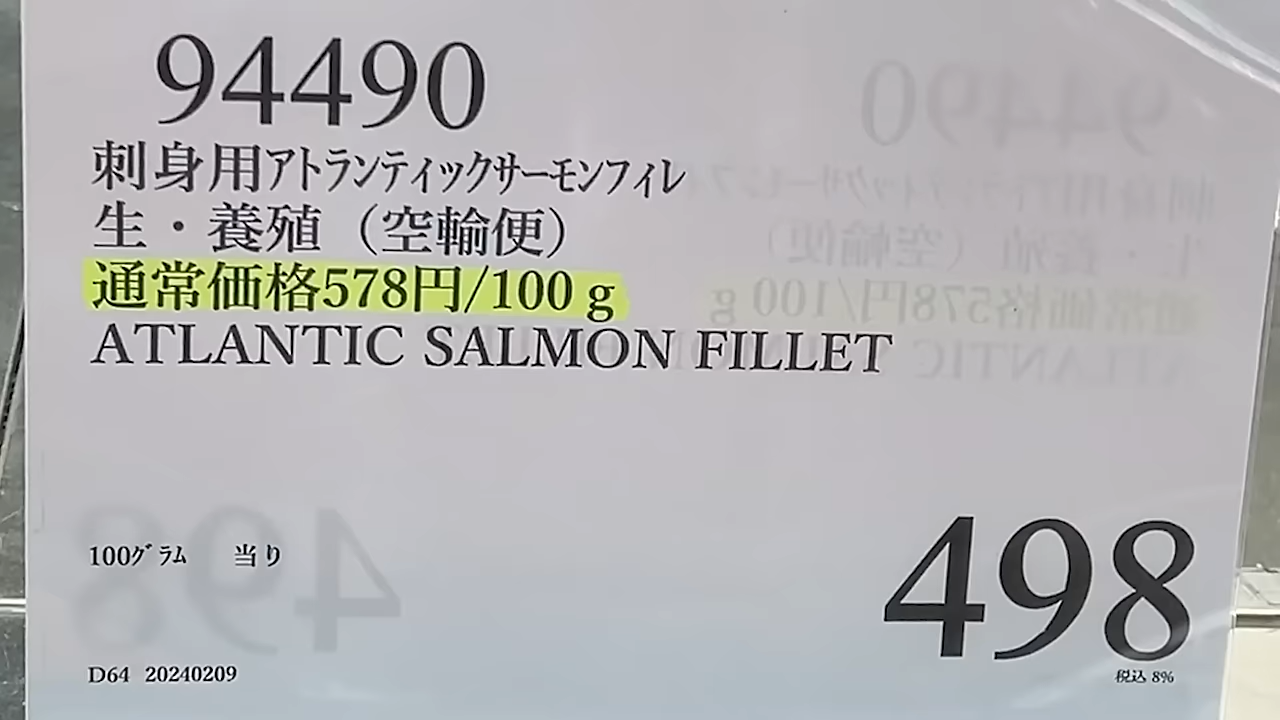 94490
刺身用アトランティックサーモンフィレ
生・養殖（空輸便）
通常価格578円/100ｇ
ATLANTIC SALMON FILLET
100グラム 当り
498
D64 20240209
税込 8%